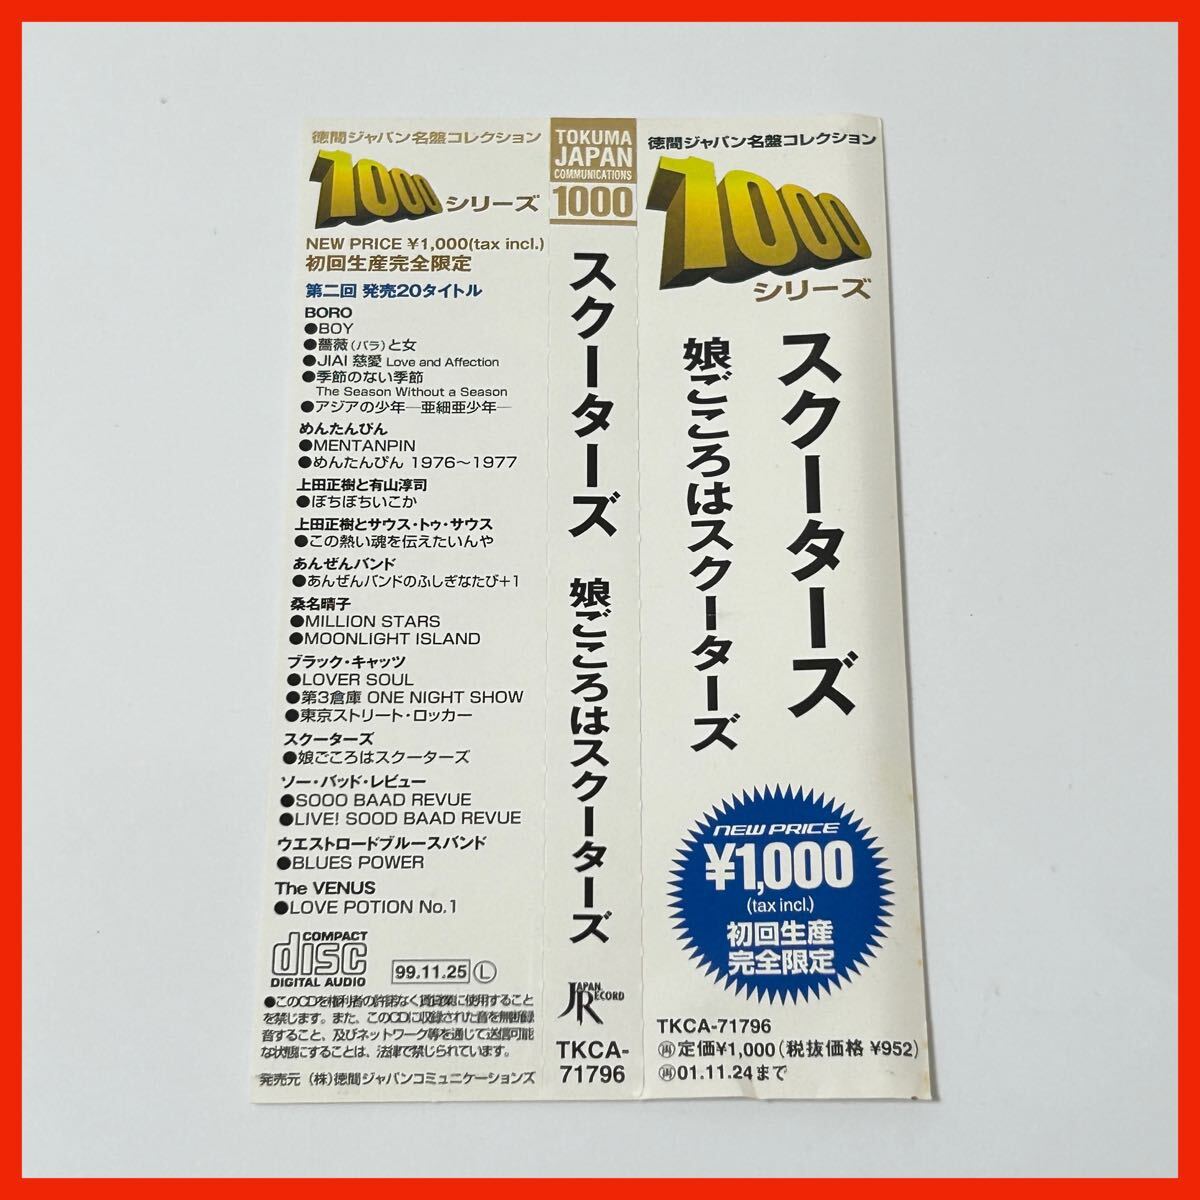 徳間ジャパン名盤コレクション
1000シリーズ
NEW PRICE ¥1,000(tax incl.)
初回生産完全限定
第二回 発売20タイトル
BORO
●BOY
●薔薇（バラ）と女
●JIAI 慈愛 Love and Affection
●季節のない季節
The Season Without a Season
●アジアの少年―亜細亜少年―
めんたんぴん
●MENTANPIN
●めんたんぴん 1976〜1977
上田正樹と有山淳司
●ぼちぼちいこか
上田正樹とサウス・トゥ・サウス
●この熱い魂を伝えたいんや
あんぜんバンド
●あんぜんバンドのふしぎなたび+1
桑名晴子
●MILLION STARS
●MOONLIGHT ISLAND
ブラック・キャッツ
●LOVER SOUL
●第3倉庫 ONE NIGHT SHOW
●東京ストリート・ロッカー
スクーターズ
●娘ごころはスクーターズ
ソー・バッド・レビュー
●SOOO BAAD REVUE
●LIVE! SOOD BAAD REVUE
ウエストロードブルースバンド
●BLUES POWER
The VENUS
●LOVE POTION No.1
COMPACT
disc
DIGITAL AUDIO
99.11.25 Ⓛ
●このCDを権利者の許諾なく賃貸業に使用すること
を禁じます。また、このCDに収録された音を無断録
音すること、及びネットワーク等を通じて送信可能
な状態にすることは、法律で禁じられています。
発売元（株）徳間ジャパンコミュニケーションズ
TOKUMA
JAPAN
COMMUNICATIONS
1000
スクーターズ 娘ごころはスクーターズ
JAPAN
RECORD
TKCA-
71796
徳間ジャパン名盤コレクション
1000
シリーズ
スクーターズ
娘ごころはスクーターズ
NEW PRICE
¥1,000
(tax incl.)
初回生産
完全限定
TKCA-71796
㊥定価¥1,000（税抜価格 ¥952）
㊥01.11.24まで